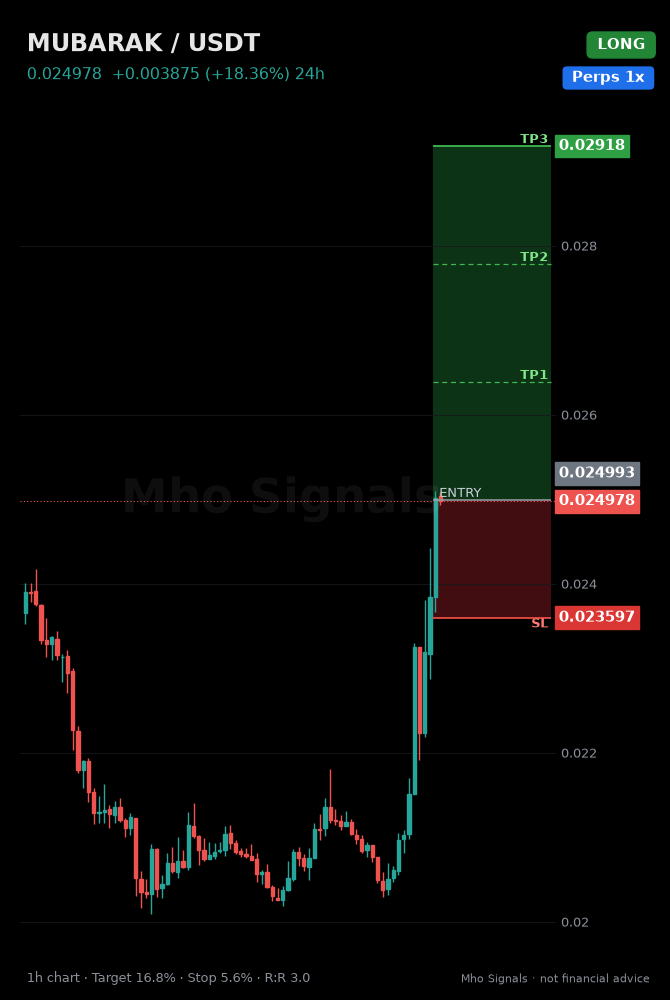 MUBARAK / USDT
LONG
0.024978 +0.003875 (+18.36%) 24h
Perps 1x
TP3
0.02918
0.028
TP2
TP1
0.026
0.024993
Mho Signals
ENTRY
0.024978
0.024
0.023597
SL
0.022
0.02
1h chart · Target 16.8% · Stop 5.6% · R:R 3.0
Mho Signals · not financial advice